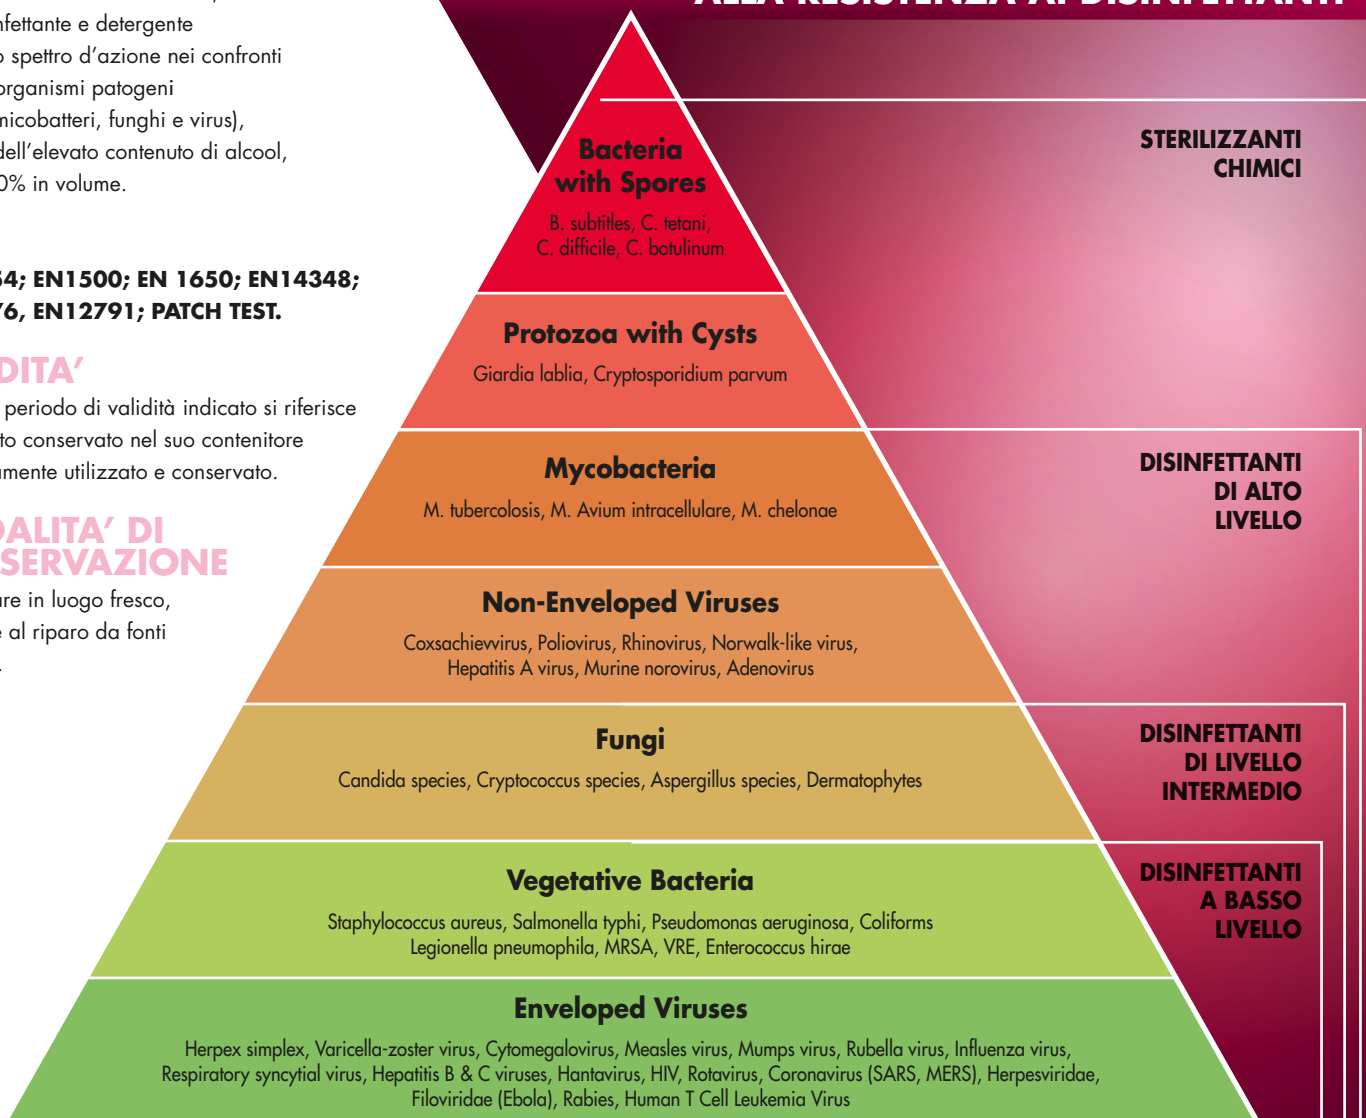 ALLA RESISTENZA AI DISINFETTANTI
nfettante e detergente
o spettro d’azione nei confronti
organismi patogeni
micobatteri, funghi e virus),
dell’elevato contenuto di alcool,
0% in volume.
54; EN1500; EN 1650; EN14348;
76, EN12791; PATCH TEST.
DITA’
periodo di validità indicato si riferisce
to conservato nel suo contenitore
amente utilizzato e conservato.
DALITA’ DI
SERVAZIONE
are in luogo fresco,
e al riparo da fonti
.
Bacteria
with Spores
B. subtitles, C. tetani,
C. difficile, C. botulinum
Protozoa with Cysts
Giardia lablia, Cryptosporidium parvum
Mycobacteria
M. tubercolosis, M. Avium intracellulare, M. chelonae
Non-Enveloped Viruses
Coxsachievvirus, Poliovirus, Rhinovirus, Norwalk-like virus,
Hepatitis A virus, Murine norovirus, Adenovirus
Fungi
Candida species, Cryptococcus species, Aspergillus species, Dermatophytes
Vegetative Bacteria
Staphylococcus aureus, Salmonella typhi, Pseudomonas aeruginosa, Coliforms
Legionella pneumophila, MRSA, VRE, Enterococcus hirae
Enveloped Viruses
Herpex simplex, Varicella-zoster virus, Cytomegalovirus, Measles virus, Mumps virus, Rubella virus, Influenza virus,
Respiratory syncytial virus, Hepatitis B & C viruses, Hantavirus, HIV, Rotavirus, Coronavirus (SARS, MERS), Herpesviridae,
Filoviridae (Ebola), Rabies, Human T Cell Leukemia Virus
STERILIZZANTI
CHIMICI
DISINFETTANTI
DI ALTO
LIVELLO
DISINFETTANTI
DI LIVELLO
INTERMEDIO
DISINFETTANTI
A BASSO
LIVELLO